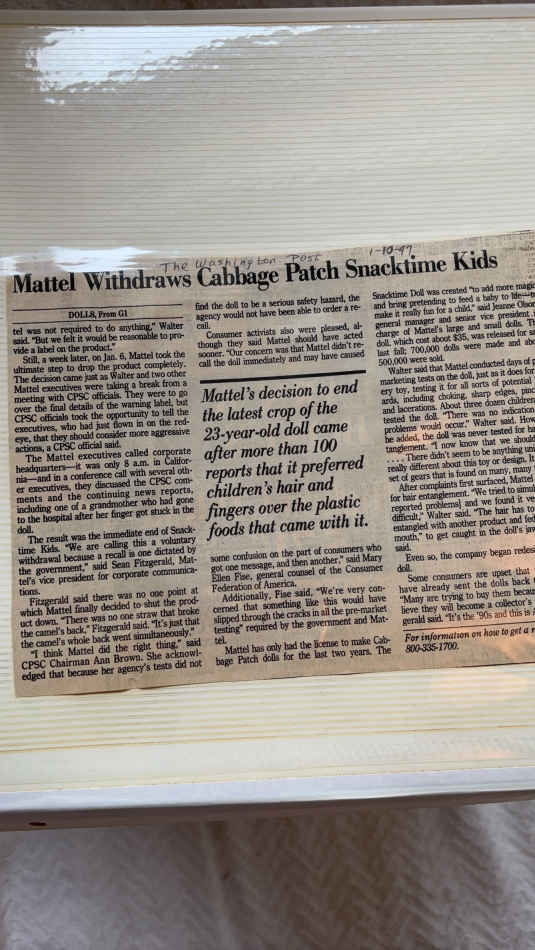 The Washington Post 1-10-97
Mattel Withdraws Cabbage Patch Snacktime Kids
DOLLS, From G1
tel was not required to do anything," Walter
said. "But we felt it would be reasonable to pro-
vide a label on the product."
Still, a week later, on Jan. 6, Mattel took the
ultimate step to drop the product completely.
The decision came just as Walter and two other
Mattel executives were taking a break from a
meeting with CPSC officials. They were to go
over the final details of the warning label, but
CPSC officials took the opportunity to tell the
executives, who had just flown in on the red-
eye, that they should consider more aggressive
actions, a CPSC official said.
The Mattel executives called corporate
headquarters—it was only 8 a.m. in Califor-
nia—and in a conference call with several oth-
er executives, they discussed the CPSC com-
ments and the continuing news reports,
including one of a grandmother who had gone
to the hospital after her finger got stuck in the
doll.
The result was the immediate end of Snack-
time Kids. "We are calling this a voluntary
withdrawal because a recall is one dictated by
the government," said Sean Fitzgerald, Mat-
tel's vice president for corporate communica-
tions.
Fitzgerald said there was no one point at
which Mattel finally decided to shut the prod-
uct down. "There was no one straw that broke
the camel's back," Fitzgerald said. "It's just that
the camel's whole back went simultaneously."
"I think Mattel did the right thing," said
CPSC Chairman Ann Brown. She acknowl-
edged that because her agency's tests did not
find the doll to be a serious safety hazard, the
agency would not have been able to order a re-
call.
Consumer activists also were pleased, al-
though they said Mattel should have acted
sooner. "Our concern was that Mattel didn't re-
call the doll immediately and may have caused
Mattel's decision to end
the latest crop of the
23-year-old doll came
after more than 100
reports that it preferred
children's hair and
fingers over the plastic
foods that came with it.
some confusion on the part of consumers who
got one message, and then another," said Mary
Ellen Fise, general counsel of the Consumer
Federation of America.
Additionally, Fise said, "We're very con-
cerned that something like this would have
slipped through the cracks in all the pre-market
testing" required by the government and Mat-
tel.
Mattel has only had the license to make Cab-
bage Patch dolls for the last two years. The
Snacktime Doll was created "to add more magic
and bring pretending to feed a baby to life—
make it really fun for a child," said Jeanne Olson
general manager and senior vice president
charge of Mattel's large and small dolls. Th
doll, which cost about $35, was released for sa
last fall; 700,000 dolls were made and abo
500,000 were sold.
Walter said that Mattel conducted days of p
marketing tests on the doll, just as it does for
ery toy, testing it for all sorts of potential
ards, including choking, sharp edges, pinc
and lacerations. About three dozen children
tested the doll. "There was no indication
problems would occur," Walter said. How
he added, the doll was never tested for h
tanglement. "I now know that we shoul
. . . . There didn't seem to be anything un
really different about this toy or design. It
set of gears that is found on many, many
After complaints first surfaced, Mattel
for hair entanglement. "We tried to simul
reported problems] and we found it ve
difficult," Walter said. "The hair has to
entangled with another product and fed
mouth," to get caught in the doll's jaw
said.
Even so, the company began redes
doll.
Some consumers are upset that
have already sent the dolls back
"Many are trying to buy them becau
lieve they will become a collector's
gerald said. "It's the '90s and this is A
For information on how to get a r
800-335-1700.